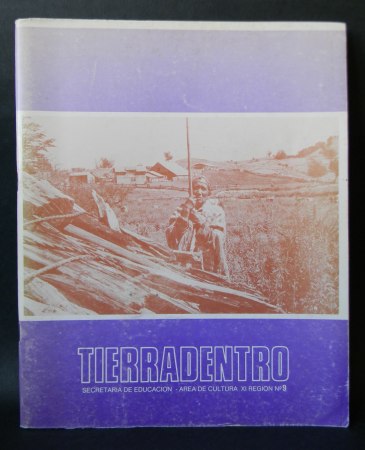 TIERRADENTRO
SECRETARIA DE EDUCACION - AREA DE CULTURA XI REGION Nº9